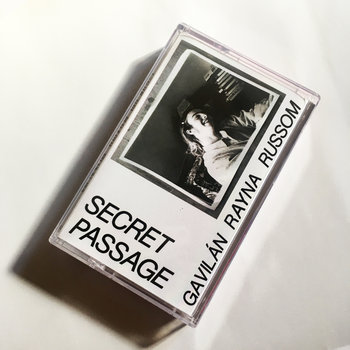 SECRET
PASSAGE
GAVILÁN RAYNA RUSSOM